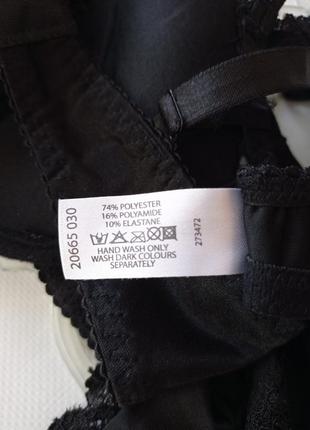 20665 030
74% POLYESTER
16% POLYAMIDE
10% ELASTANE
HAND WASH ONLY
WASH DARK COLOURS
SEPARATELY
273472